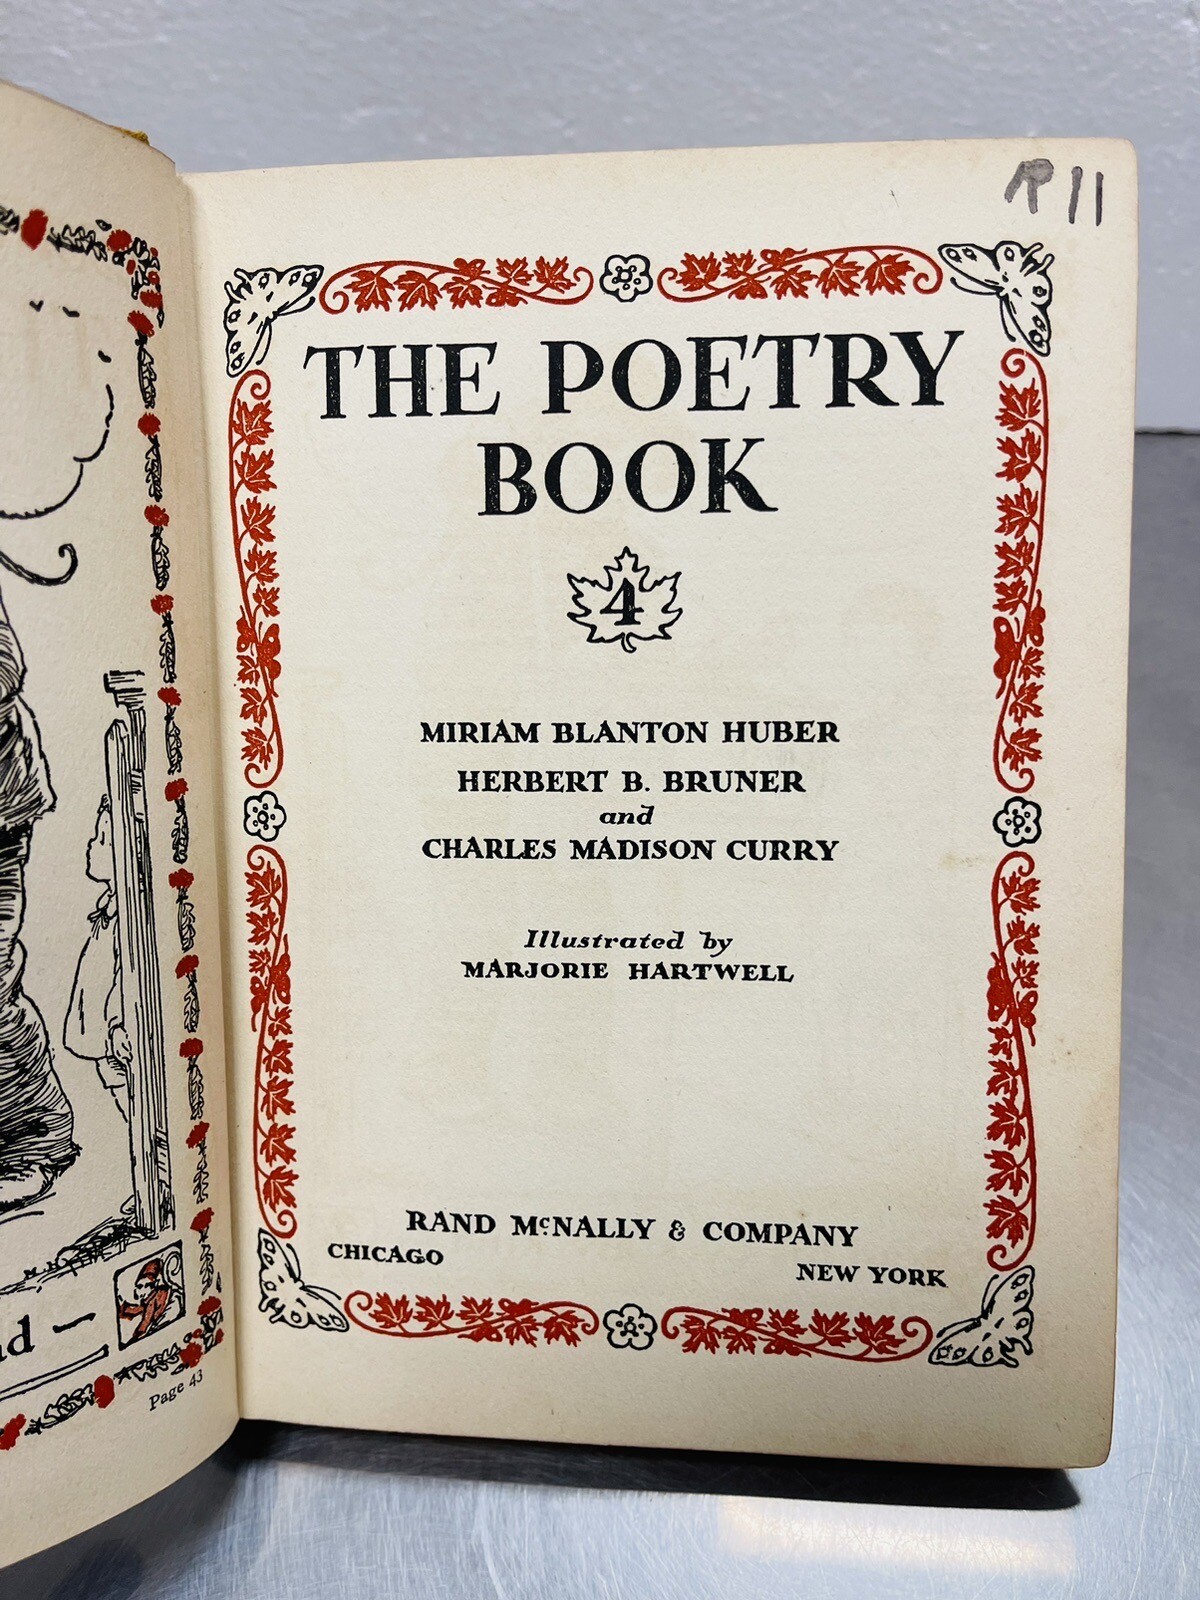 R 11
THE POETRY
BOOK
4
MIRIAM BLANTON HUBER
HERBERT B. BRUNER
and
CHARLES MADISON CURRY
Illustrated by
MARJORIE HARTWELL
RAND McNALLY & COMPANY
CHICAGO
NEW YORK
Page 43